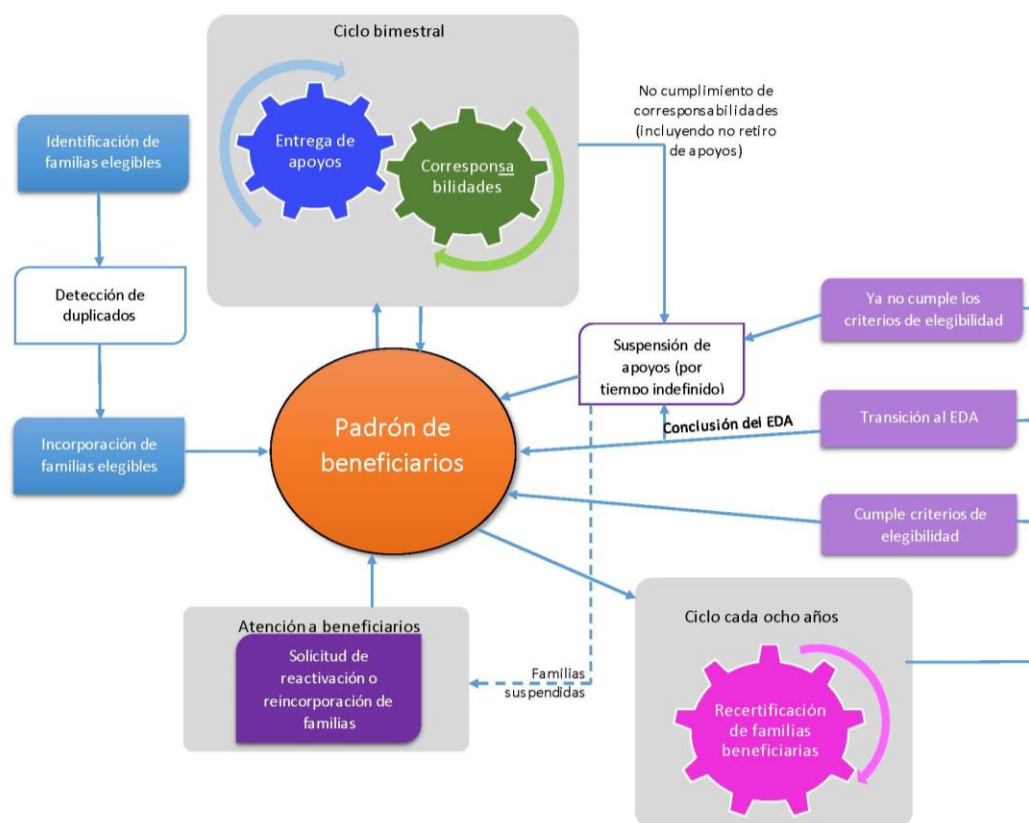 Ciclo bimestral
Entrega de
apoyos
Corresponsa
bilidades
No cumplimiento de
corresponsabilidades
(incluyendo no retiro
de apoyos)
Identificación de
familias elegibles
Detección de
duplicados
Incorporación de
familias elegibles
Padrón de
beneficiarios
Suspensión de
apoyos (por
tiempo indefinido)
Ya no cumple los
criterios de elegibilidad
Conclusión del EDA
Transición al EDA
Cumple criterios de
elegibilidad
Atención a beneficiarios
Solicitud de
reactivación o
reincorporación de
familias
Familias
suspendidas
Ciclo cada ocho años
Recertificación
de familias
beneficiarias